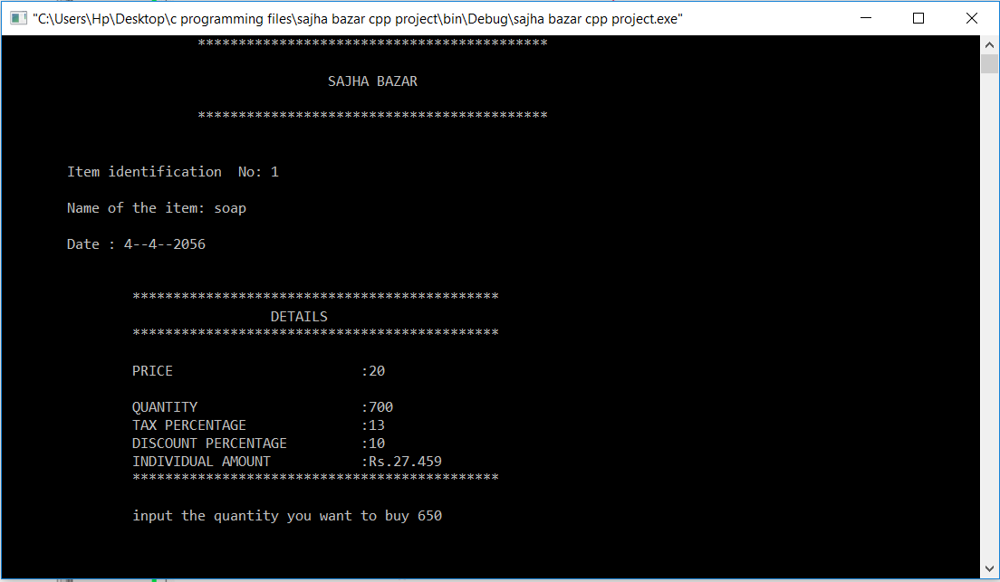 "C:\Users\Hp\Desktop\c programming files\sajha bazar cpp project\bin\Debug\sajha bazar cpp project.exe"
*******************************************
SAJHA BAZAR
*******************************************
Item identification  No: 1
Name of the item: soap
Date : 4--4--2056
*********************************************
DETAILS
*********************************************
PRICE                       :20
QUANTITY                    :700
TAX PERCENTAGE              :13
DISCOUNT PERCENTAGE         :10
INDIVIDUAL AMOUNT           :Rs.27.459
*********************************************
input the quantity you want to buy 650